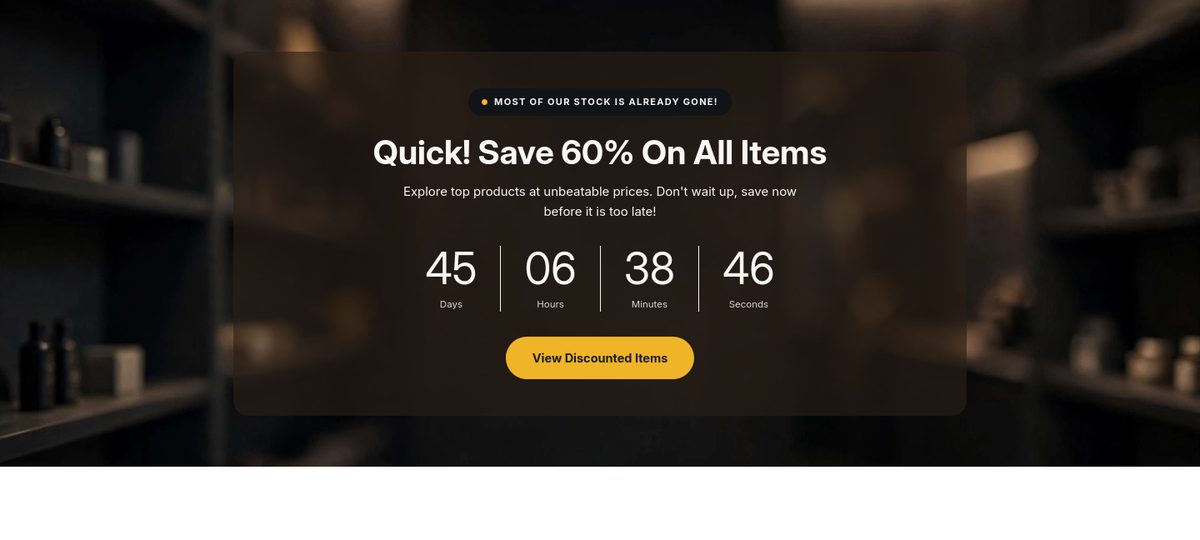 MOST OF OUR STOCK IS ALREADY GONE!
Quick! Save 60% On All Items
Explore top products at unbeatable prices. Don't wait up, save now
before it is too late!
45 06 38 46
Days Hours Minutes Seconds
View Discounted Items